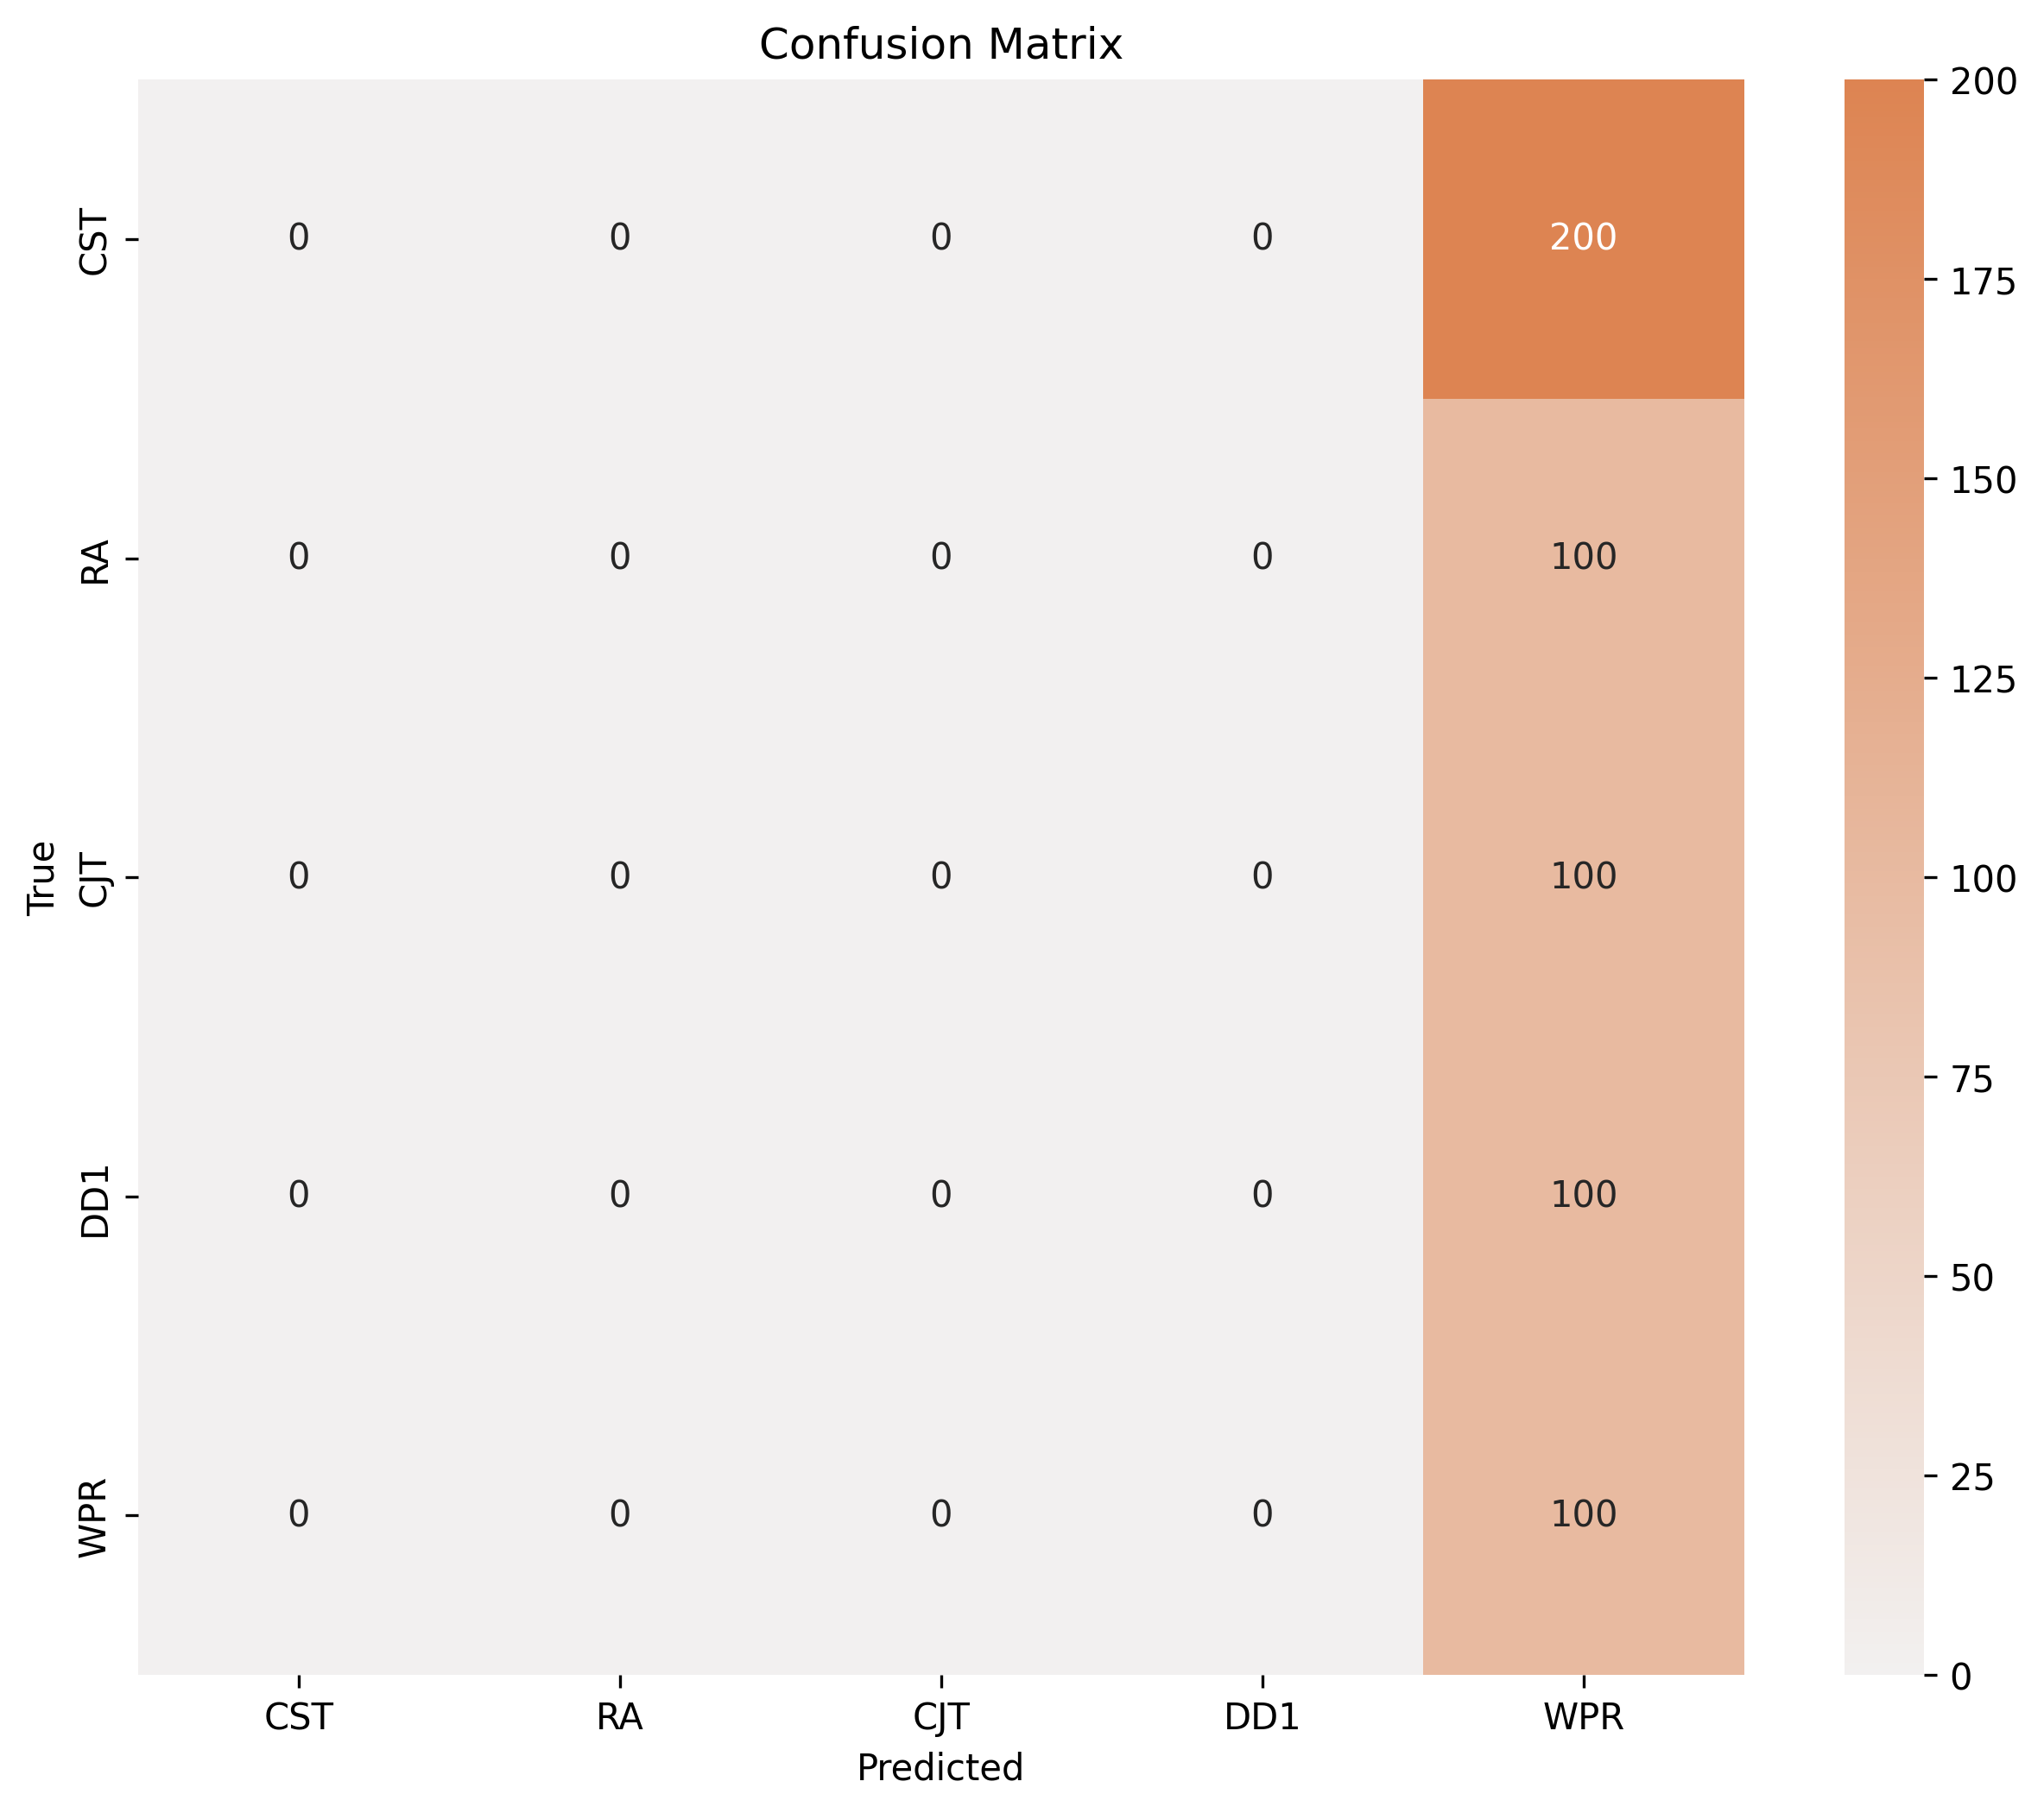 Confusion Matrix
True
CST 0 0 0 0 200
RA 0 0 0 0 100
CJT 0 0 0 0 100
DD1 0 0 0 0 100
WPR 0 0 0 0 100
CST RA CJT DD1 WPR
Predicted
200
175
150
125
100
75
50
25
0